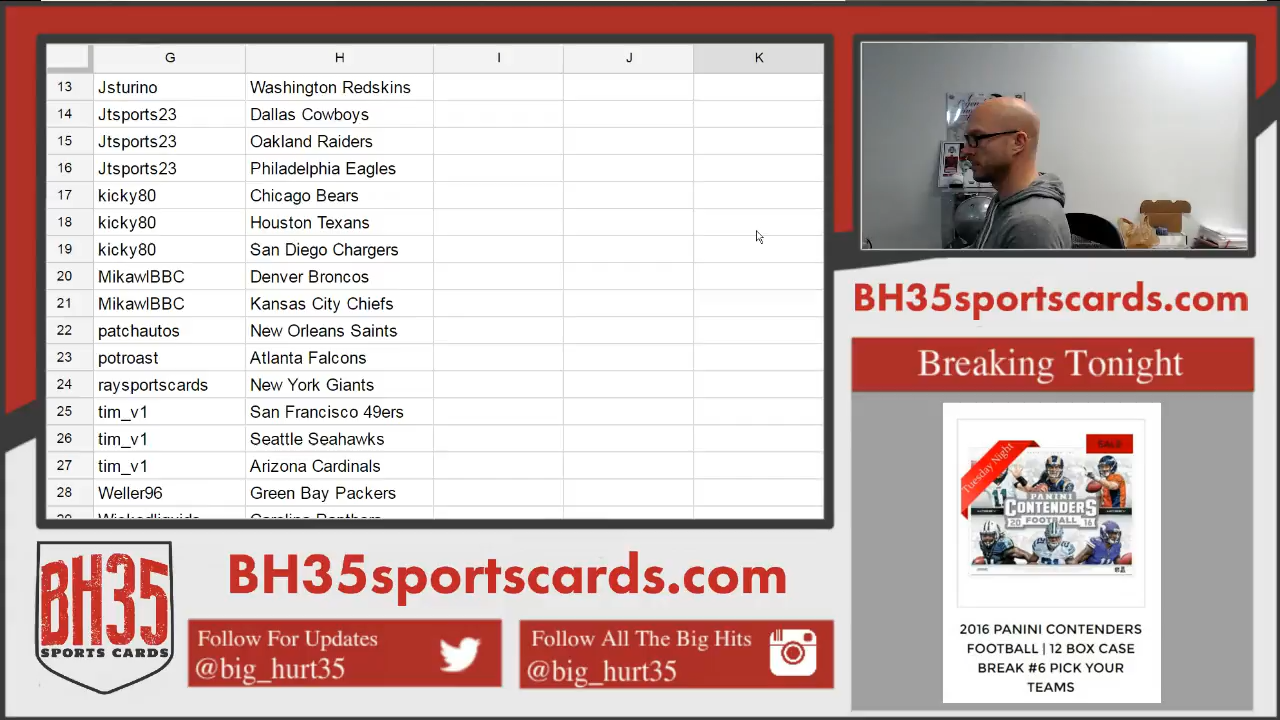 G H I J K
13 Jsturino Washington Redskins
14 Jtsports23 Dallas Cowboys
15 Jtsports23 Oakland Raiders
16 Jtsports23 Philadelphia Eagles
17 kicky80 Chicago Bears
18 kicky80 Houston Texans
19 kicky80 San Diego Chargers
20 MikawlBBC Denver Broncos
21 MikawlBBC Kansas City Chiefs
22 patchautos New Orleans Saints
23 potroast Atlanta Falcons
24 raysportscards New York Giants
25 tim_v1 San Francisco 49ers
26 tim_v1 Seattle Seahawks
27 tim_v1 Arizona Cardinals
28 Weller96 Green Bay Packers
BH35sportscards.com
Breaking Tonight
SALE
Tuesday Night
PANINI
CONTENDERS
20 FOOTBALL 16
2016 PANINI CONTENDERS
FOOTBALL | 12 BOX CASE
BREAK #6 PICK YOUR
TEAMS
BH35
SPORTS CARDS
BH35sportscards.com
Follow For Updates
@big_hurt35
Follow All The Big Hits
@big_hurt35